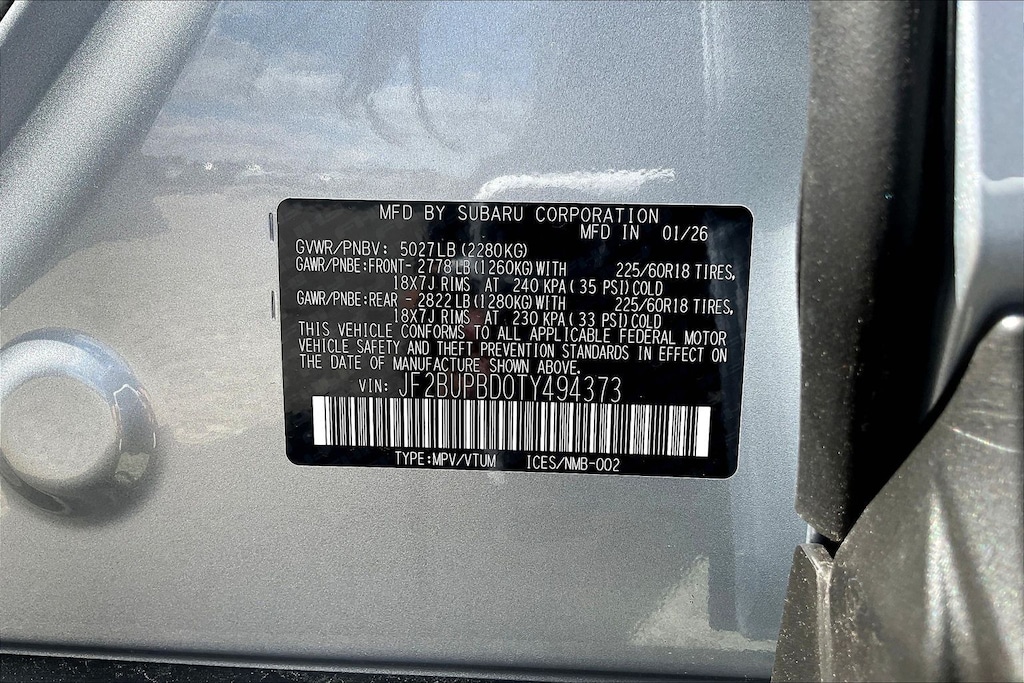 MFD BY SUBARU CORPORATION
MFD IN 01/26
GVWR/PNBV: 5027LB (2280KG)
GAWR/PNBE:FRONT- 2778 LB (1260KG) WITH 225/60R18 TIRES,
18X7J RIMS AT 240 KPA ( 35 PSI) COLD
GAWR/PNBE:REAR - 2822 LB (1280KG) WITH 225/60R18 TIRES,
18X7J RIMS AT 230 KPA ( 33 PSI) COLD
THIS VEHICLE CONFORMS TO ALL APPLICABLE FEDERAL MOTOR
VEHICLE SAFETY AND THEFT PREVENTION STANDARDS IN EFFECT ON
THE DATE OF MANUFACTURE SHOWN ABOVE.
VIN: JF2BUPBD0TY494373
TYPE:MPV/VTUM ICES/NMB-002